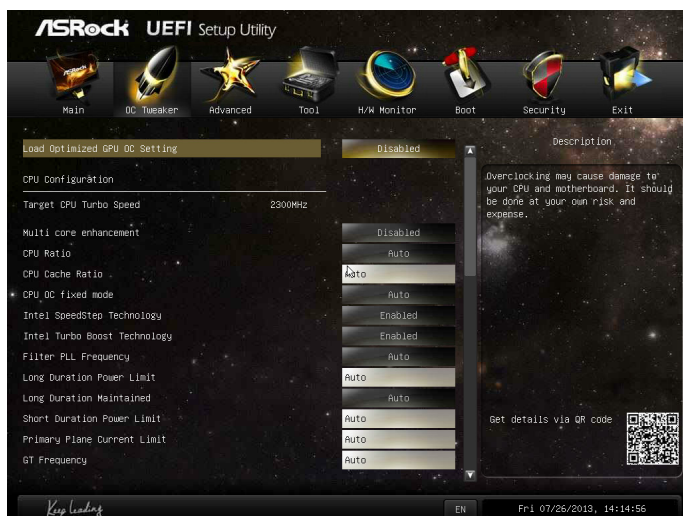 ASRock UEFI Setup Utility
ASRock
Main OC Tweaker Advanced Tool H/W Monitor Boot Security Exit
Load Optimized GPU OC Setting Disabled
CPU Configuration
Target CPU Turbo Speed 2300MHz
Multi core enhancement Disabled
CPU Ratio Auto
CPU Cache Ratio Auto
CPU OC fixed mode Auto
Intel SpeedStep Technology Enabled
Intel Turbo Boost Technology Enabled
Filter PLL Frequency Auto
Long Duration Power Limit Auto
Long Duration Maintained Auto
Short Duration Power Limit Auto
Primary Plane Current Limit Auto
GT Frequency Auto
Description
Overclocking may cause damage to
your CPU and motherboard. It should
be done at your own risk and
expense.
Get details via QR code
Keep Leading
EN
Fri 07/26/2013, 14:14:56